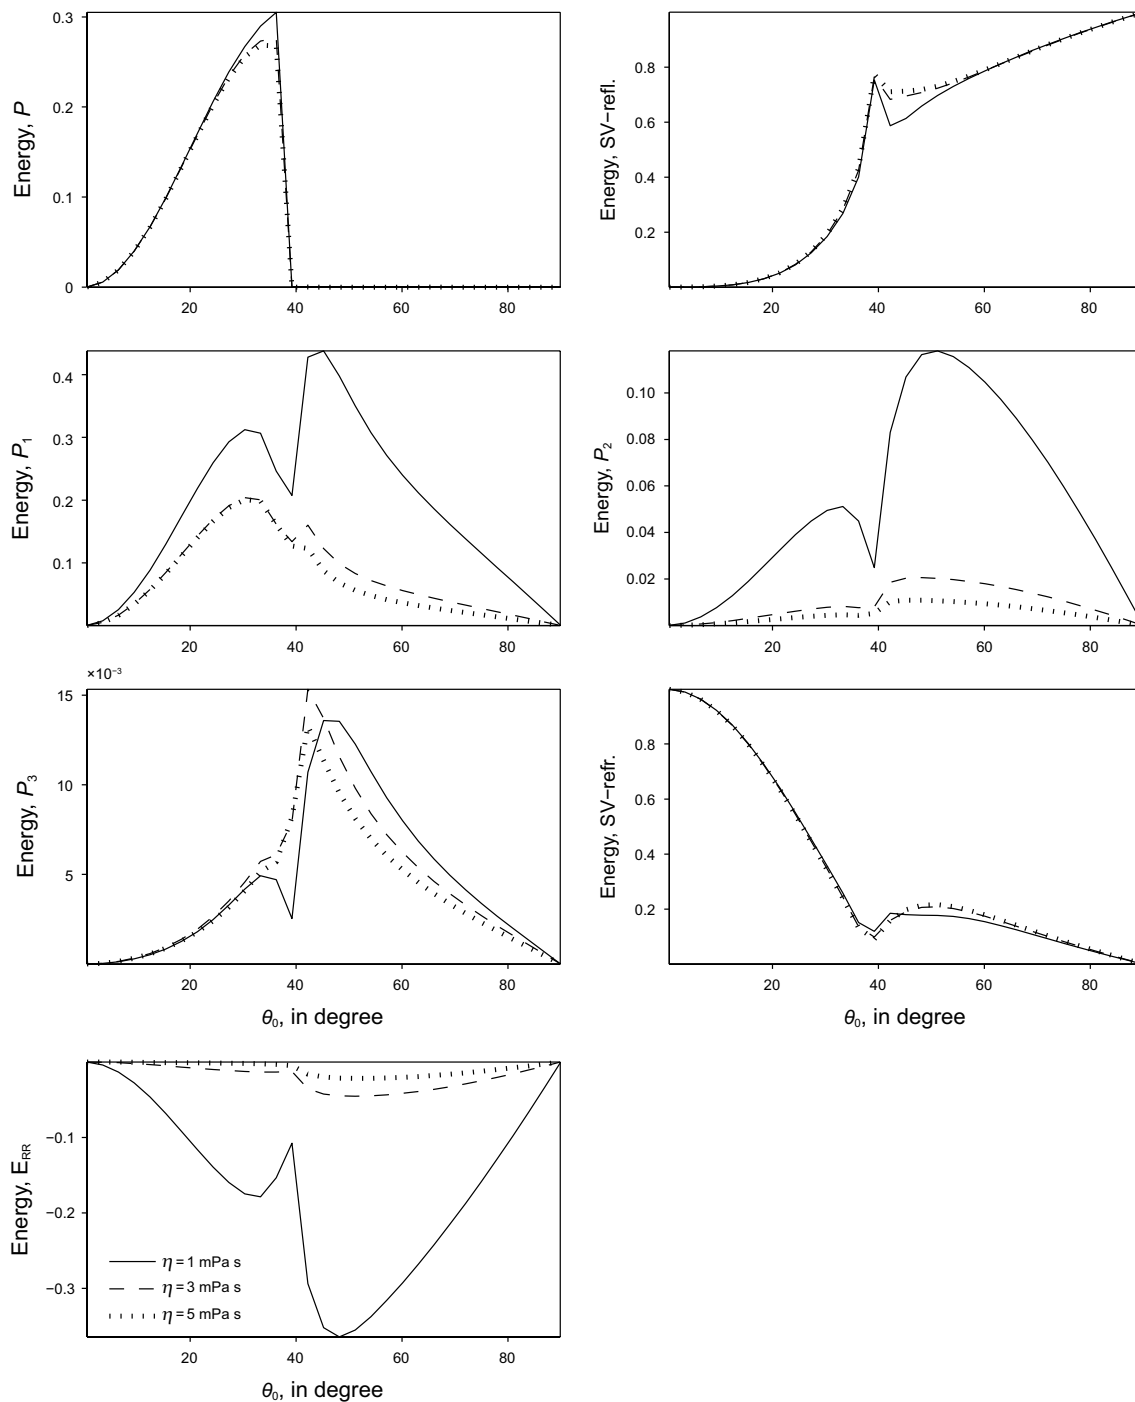 0.3
0.2
0.1
0
Energy, P
20 40 60 80
0.8
0.6
0.4
0.2
Energy, SV−refl.
20 40 60 80
0.4
0.3
0.2
0.1
Energy, P1
20 40 60 80
0.10
0.08
0.06
0.04
0.02
Energy, P2
20 40 60 80
×10−3
15
10
5
Energy, P3
20 40 60 80
θ0, in degree
0.8
0.6
0.4
0.2
Energy, SV−refr.
20 40 60 80
θ0, in degree
−0.1
−0.2
−0.3
Energy, ERR
η = 1 mPa s
η = 3 mPa s
η = 5 mPa s
20 40 60 80
θ0, in degree